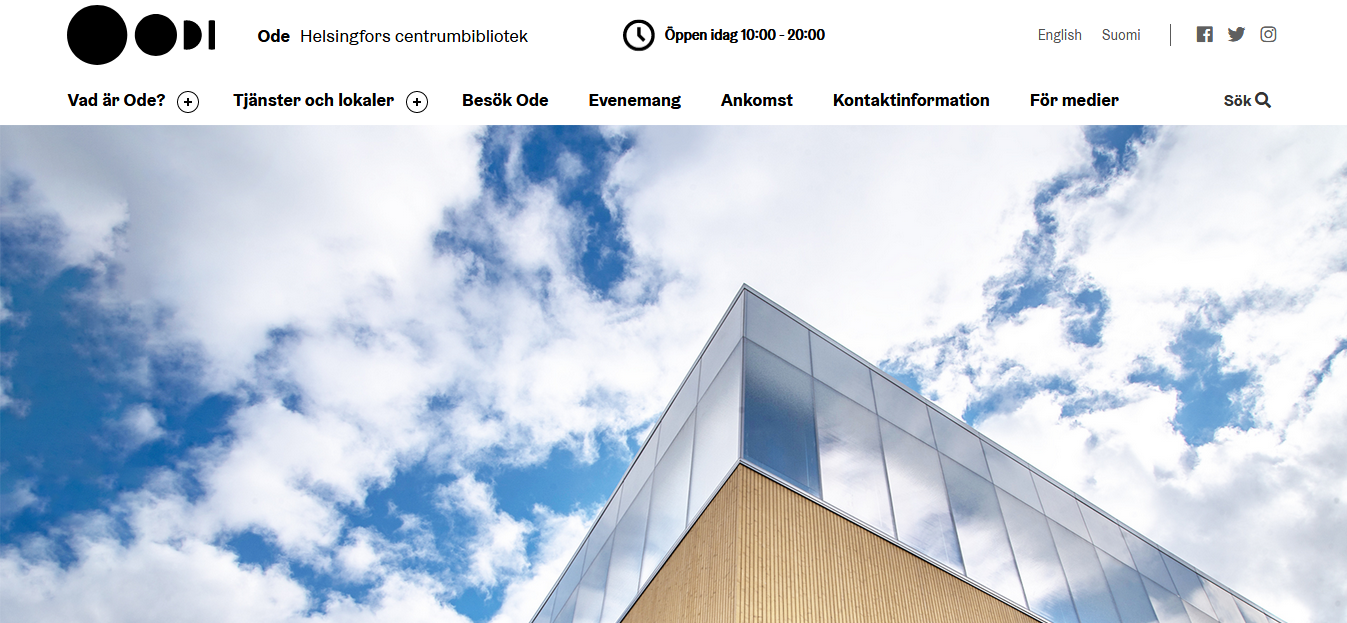 OODI
Ode Helsingfors centrumbibliotek
Öppen idag 10:00 - 20:00
English Suomi
Vad är Ode? Tjänster och lokaler Besök Ode Evenemang Ankomst Kontaktinformation För medier Sök